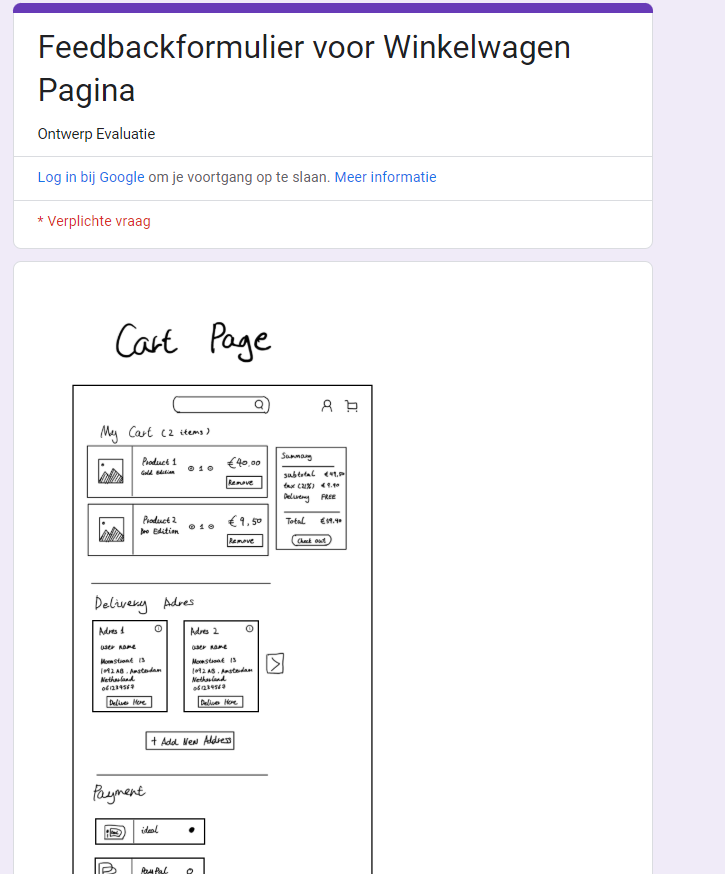 Feedbackformulier voor Winkelwagen
Pagina
Ontwerp Evaluatie
Log in bij Google om je voortgang op te slaan. Meer informatie
* Verplichte vraag
Cart Page
My Cart (2 items)
Product 1
Gold Edition
1
€40,00
Remove
Product 2
Pro Edition
1
€9,50
Remove
Summary
subtotal €49,50
tax (21%) €9.90
Delivery FREE
Total €59,40
Check out
Delivery Adres
Adres 1
user name
Moonstraat 13
1092 AB, Amsterdam
Netherland
061234567
Deliver Here
Adres 2
user name
Moonstraat 13
1092 AB, Amsterdam
Netherland
061234567
Deliver Here
+ Add New Address
Payment
ideal
PayPal